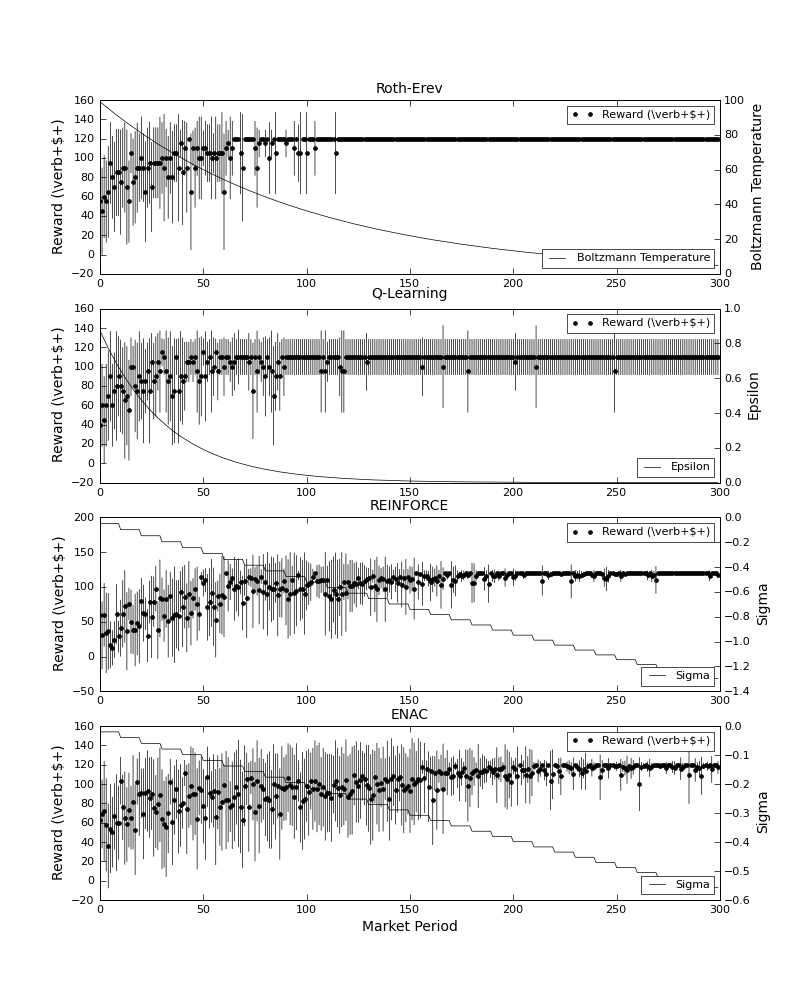 Roth-Erev
160
140
120
100
80
60
40
20
0
−20
Reward (\verb+$+)
Reward (\verb+$+)
Boltzmann Temperature
100
80
60
40
20
0
Boltzmann Temperature
0 50 100 150 200 250 300
Q-Learning
160
140
120
100
80
60
40
20
0
−20
Reward (\verb+$+)
Reward (\verb+$+)
Epsilon
1.0
0.8
0.6
0.4
0.2
0.0
Epsilon
0 50 100 150 200 250 300
REINFORCE
200
150
100
50
0
−50
Reward (\verb+$+)
Reward (\verb+$+)
Sigma
0.0
−0.2
−0.4
−0.6
−0.8
−1.0
−1.2
−1.4
Sigma
0 50 100 150 200 250 300
ENAC
160
140
120
100
80
60
40
20
0
−20
Reward (\verb+$+)
Reward (\verb+$+)
Sigma
0.0
−0.1
−0.2
−0.3
−0.4
−0.5
−0.6
Sigma
0 50 100 150 200 250 300
Market Period